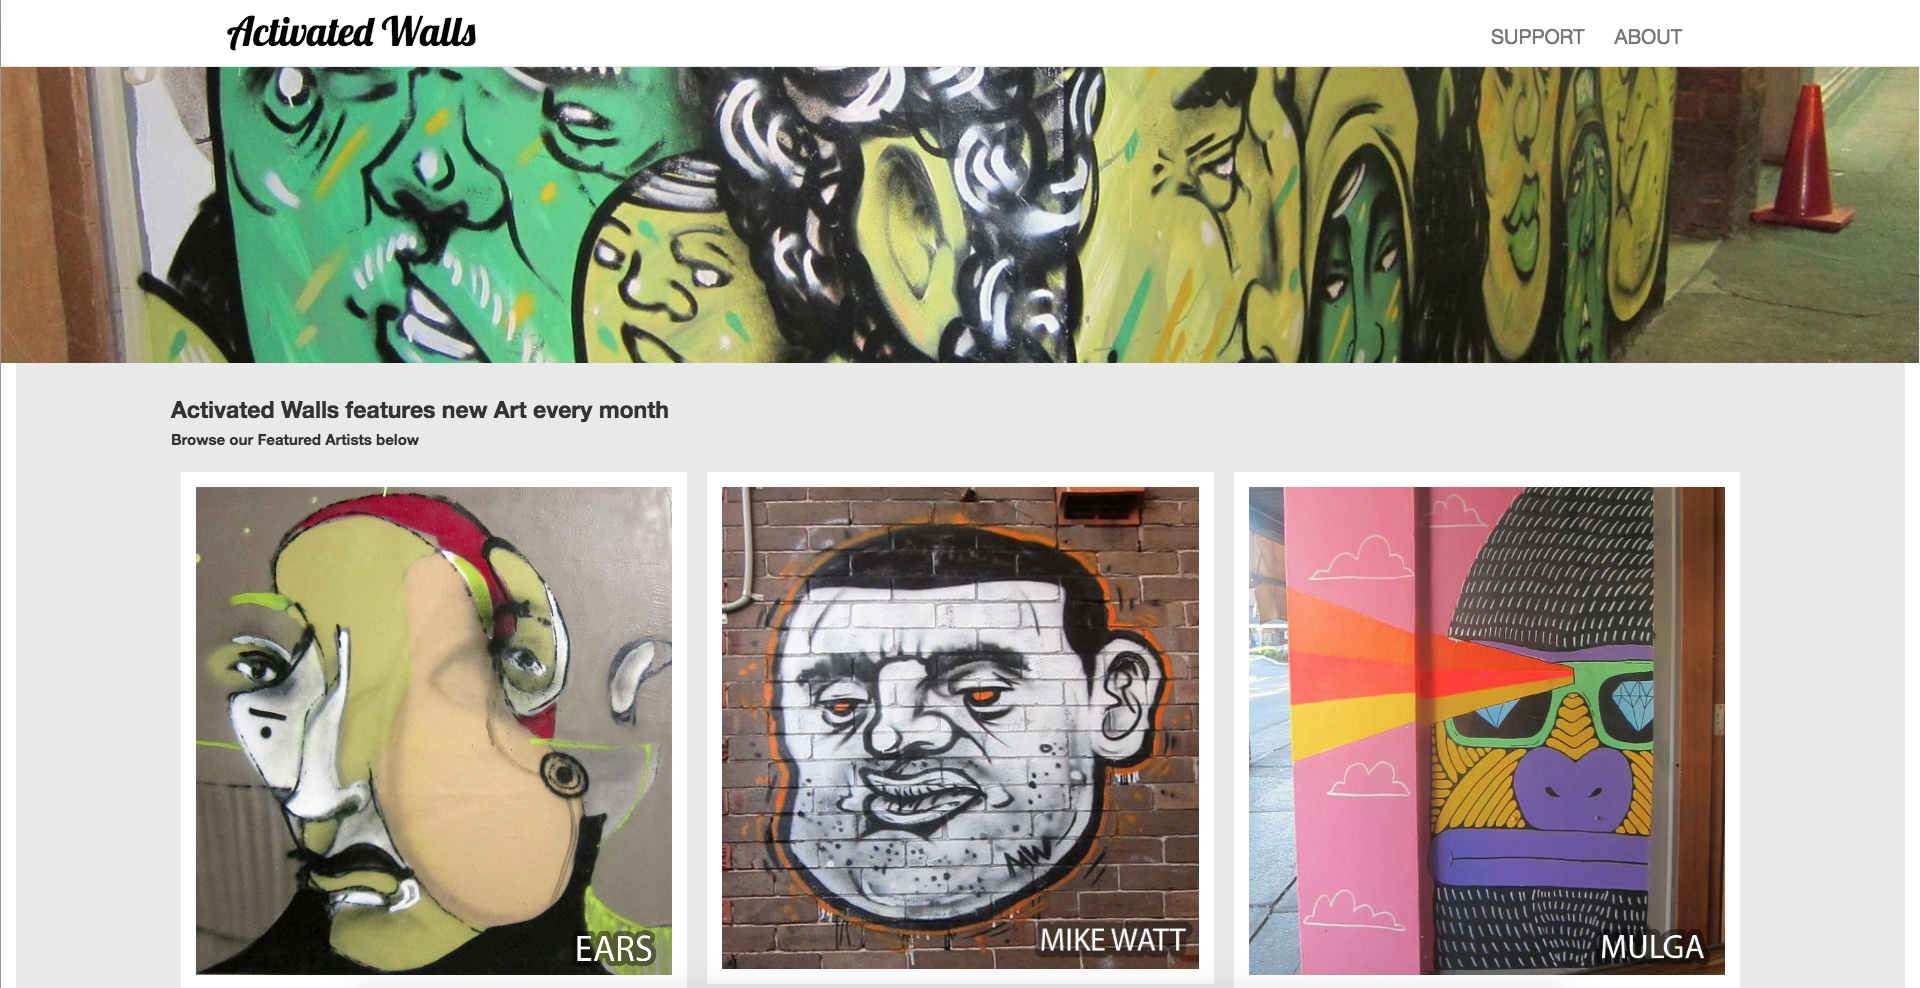 Activated Walls
SUPPORT ABOUT
Activated Walls features new Art every month
Browse our Featured Artists below
MW
EARS
MIKE WATT
MULGA